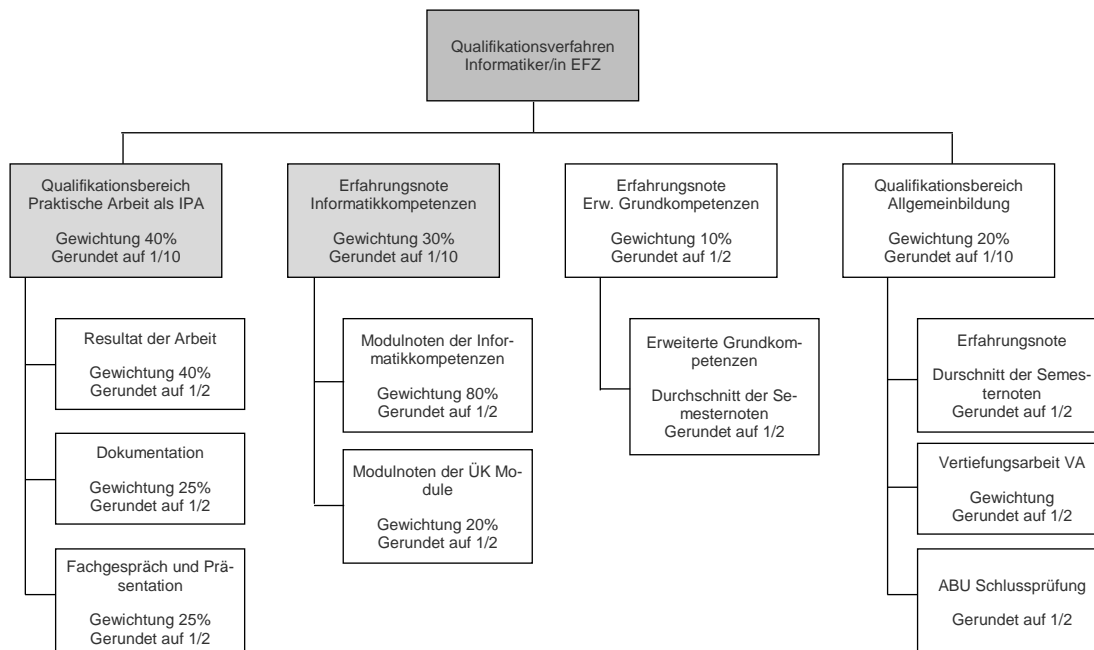 Qualifikationsverfahren
Informatiker/in EFZ
Qualifikationsbereich
Praktische Arbeit als IPA
Gewichtung 40%
Gerundet auf 1/10
Erfahrungsnote
Informatikkompetenzen
Gewichtung 30%
Gerundet auf 1/10
Erfahrungsnote
Erw. Grundkompetenzen
Gewichtung 10%
Gerundet auf 1/2
Qualifikationsbereich
Allgemeinbildung
Gewichtung 20%
Gerundet auf 1/10
Resultat der Arbeit
Gewichtung 40%
Gerundet auf 1/2
Dokumentation
Gewichtung 25%
Gerundet auf 1/2
Fachgespräch und Prä-
sentation
Gewichtung 25%
Gerundet auf 1/2
Modulnoten der Infor-
matikkompetenzen
Gewichtung 80%
Gerundet auf 1/2
Modulnoten der ÜK Mo-
dule
Gewichtung 20%
Gerundet auf 1/2
Erweiterte Grundkom-
petenzen
Durchschnitt der Se-
mesternoten
Gerundet auf 1/2
Erfahrungsnote
Durschnitt der Semes-
ternoten
Gerundet auf 1/2
Vertiefungsarbeit VA
Gewichtung
Gerundet auf 1/2
ABU Schlussprüfung
Gerundet auf 1/2